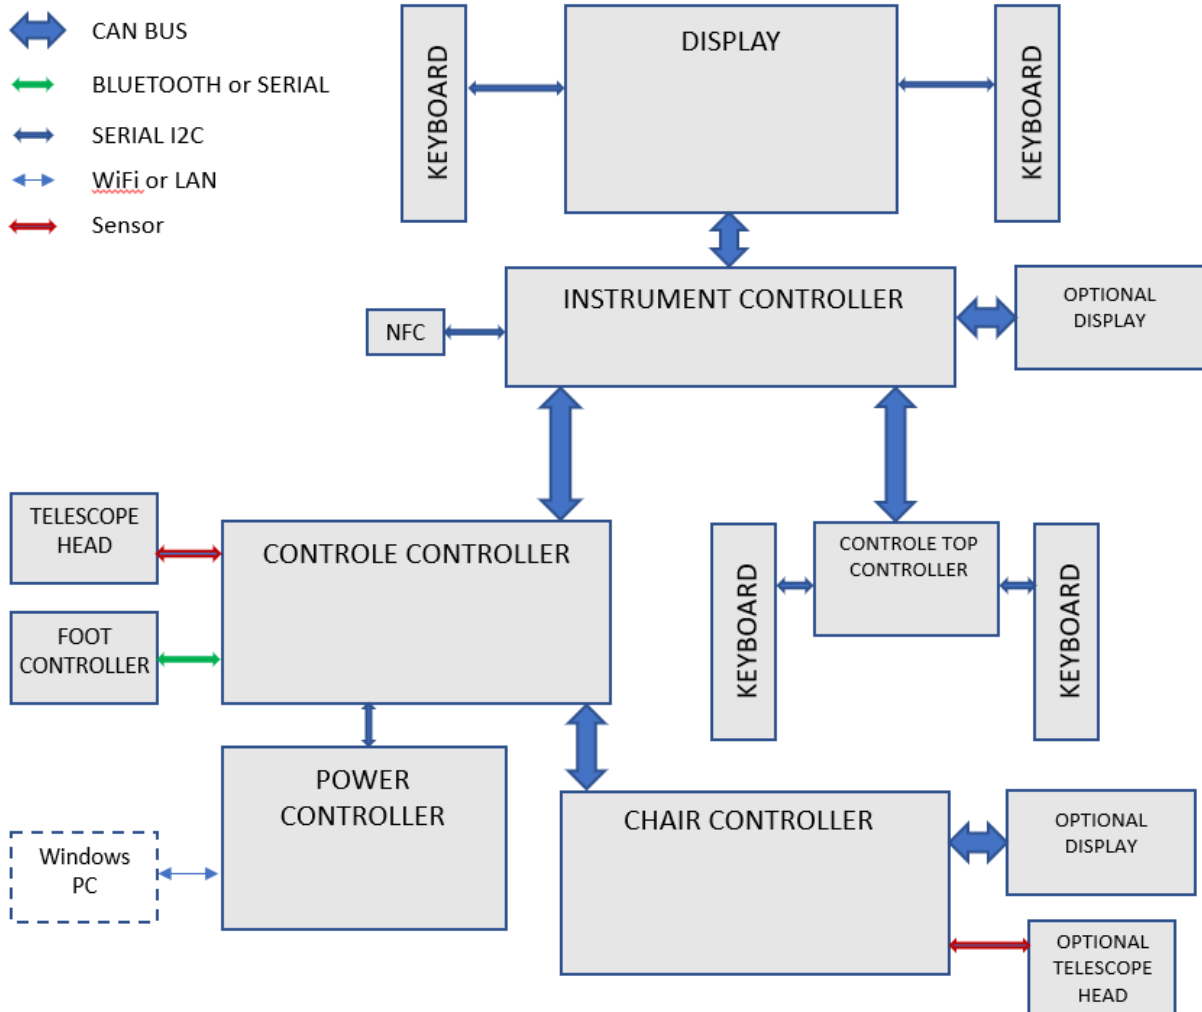 CAN BUS
BLUETOOTH or SERIAL
SERIAL I2C
WiFi or LAN
Sensor
KEYBOARD
DISPLAY
KEYBOARD
INSTRUMENT CONTROLLER
NFC
OPTIONAL
DISPLAY
TELESCOPE
HEAD
CONTROLE CONTROLLER
FOOT
CONTROLLER
KEYBOARD
CONTROLE TOP
CONTROLLER
KEYBOARD
POWER
CONTROLLER
Windows
PC
CHAIR CONTROLLER
OPTIONAL
DISPLAY
OPTIONAL
TELESCOPE
HEAD